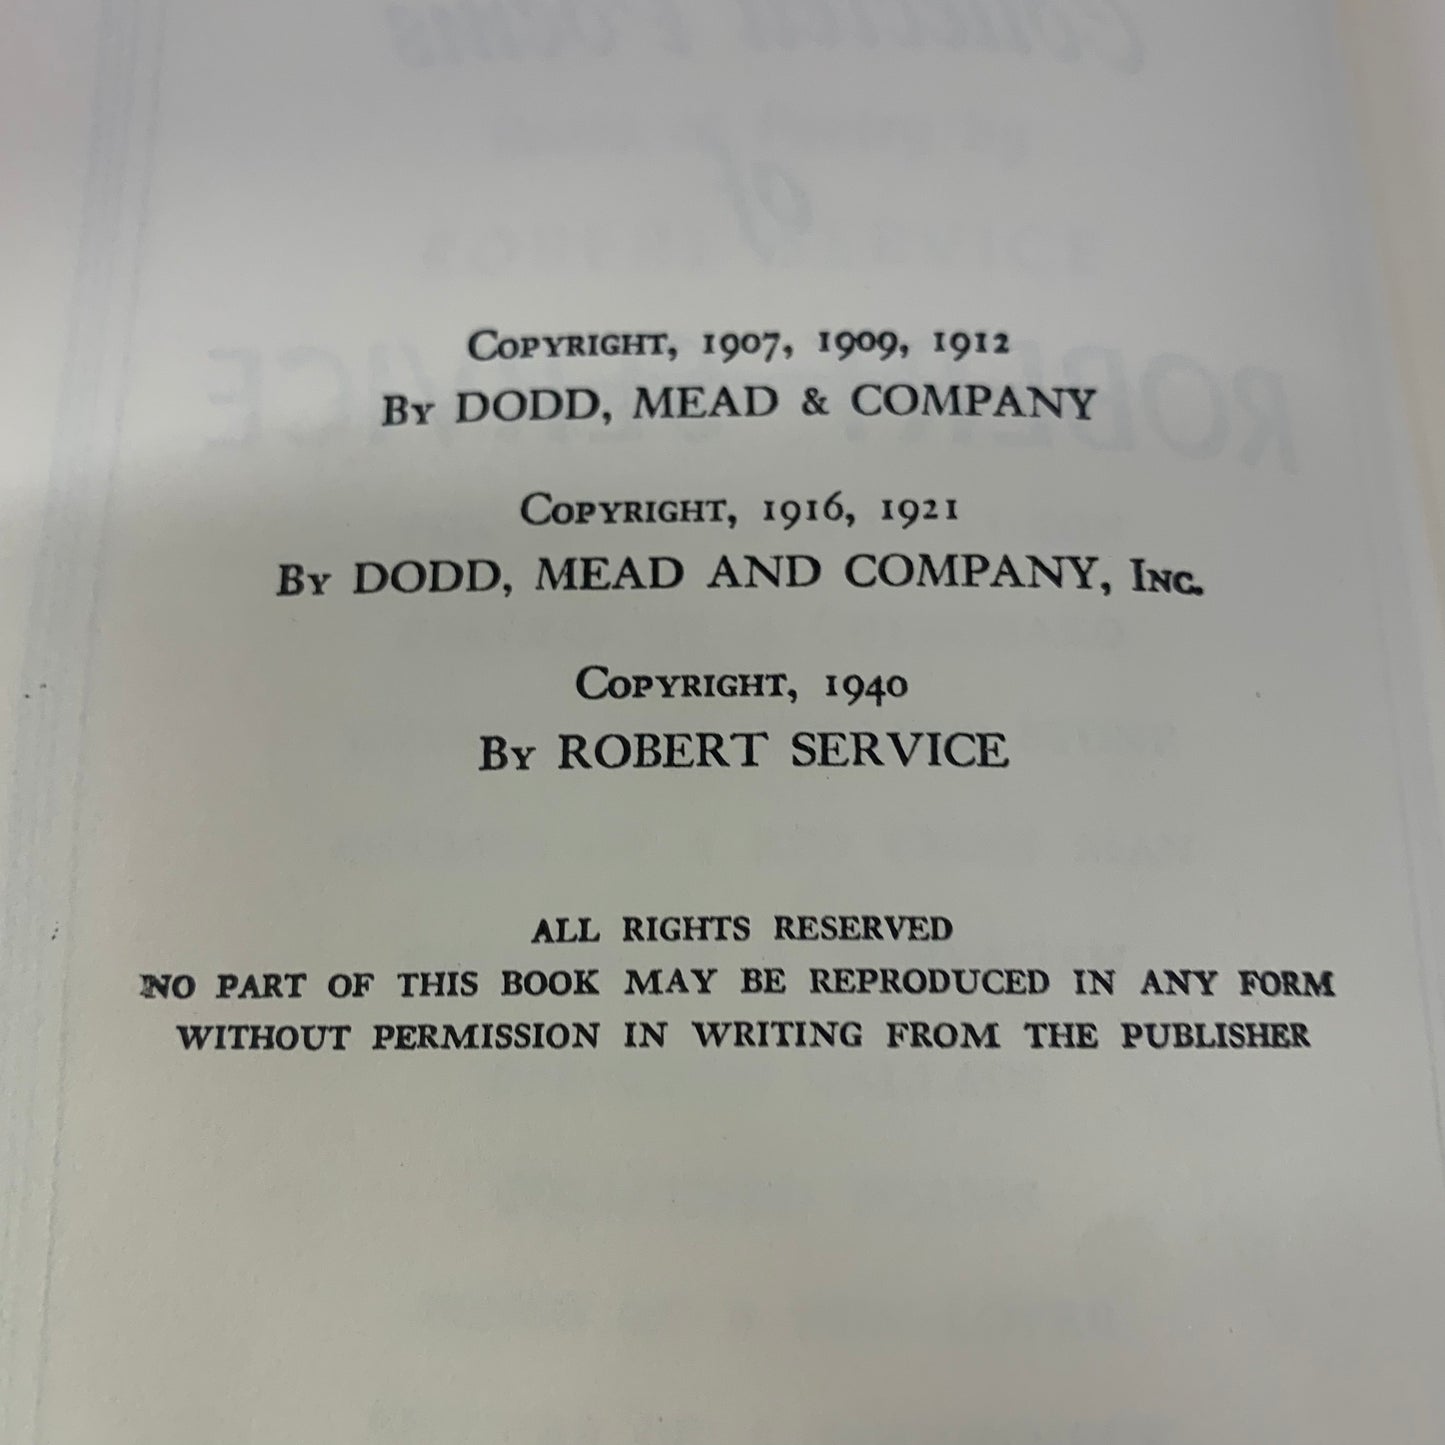 COPYRIGHT, 1907, 1909, 1912
BY DODD, MEAD & COMPANY
COPYRIGHT, 1916, 1921
BY DODD, MEAD AND COMPANY, INC.
COPYRIGHT, 1940
BY ROBERT SERVICE
ALL RIGHTS RESERVED
NO PART OF THIS BOOK MAY BE REPRODUCED IN ANY FORM
WITHOUT PERMISSION IN WRITING FROM THE PUBLISHER